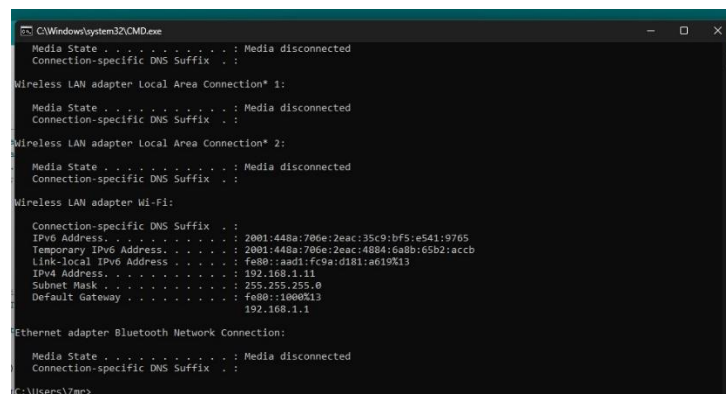 C:\Windows\system32\CMD.exe
Media State . . . . . . . . . . . : Media disconnected
Connection-specific DNS Suffix  . :
Wireless LAN adapter Local Area Connection* 1:
Media State . . . . . . . . . . . : Media disconnected
Connection-specific DNS Suffix  . :
Wireless LAN adapter Local Area Connection* 2:
Media State . . . . . . . . . . . : Media disconnected
Connection-specific DNS Suffix  . :
Wireless LAN adapter Wi-Fi:
Connection-specific DNS Suffix  . :
IPv6 Address. . . . . . . . . . . : 2001:448a:706e:2eac:35c9:bf5:e541:9765
Temporary IPv6 Address. . . . . . : 2001:448a:706e:2eac:4884:6a8b:65b2:accb
Link-local IPv6 Address . . . . . : fe80::aad1:fc9a:d181:a619%13
IPv4 Address. . . . . . . . . . . : 192.168.1.11
Subnet Mask . . . . . . . . . . . : 255.255.255.0
Default Gateway . . . . . . . . . : fe80::1000%13
192.168.1.1
Ethernet adapter Bluetooth Network Connection:
Media State . . . . . . . . . . . : Media disconnected
Connection-specific DNS Suffix  . :
C:\Users\7mr>